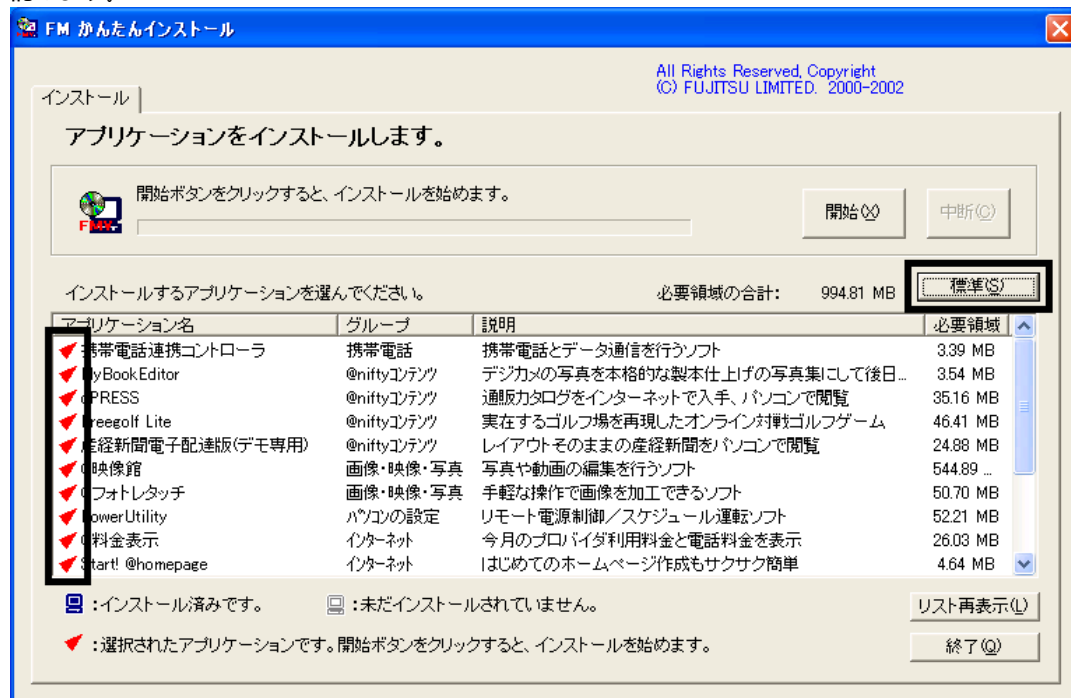 FM かんたんインストール
All Rights Reserved, Copyright
(C) FUJITSU LIMITED. 2000-2002
インストール
アプリケーションをインストールします。
開始ボタンをクリックすると、インストールを始めます。
FMV
開始(X)
中断(C)
インストールするアプリケーションを選んでください。
必要領域の合計: 994.81 MB
標準(S)
アプリケーション名 グループ 説明 必要領域
携帯電話連携コントローラ 携帯電話 携帯電話とデータ通信を行うソフト 3.39 MB
yBookEditor @niftyコンテンツ デジカメの写真を本格的な製本仕上げの写真集にして後日... 3.54 MB
PRESS @niftyコンテンツ 通販カタログをインターネットで入手、パソコンで閲覧 35.16 MB
reegolf Lite @niftyコンテンツ 実在するゴルフ場を再現したオンライン対戦ゴルフゲーム 46.41 MB
産経新聞電子配達版(デモ専用) @niftyコンテンツ レイアウトそのままの産経新聞をパソコンで閲覧 24.88 MB
@映像館 画像・映像・写真 写真や動画の編集を行うソフト 544.89 ...
@フォトレタッチ 画像・映像・写真 手軽な操作で画像を加工できるソフト 50.70 MB
PowerUtility パソコンの設定 リモート電源制御/スケジュール運転ソフト 52.21 MB
@料金表示 インターネット 今月のプロバイダ利用料金と電話料金を表示 26.03 MB
Start! @homepage インターネット はじめてのホームページ作成もサクサク簡単 4.64 MB
:インストール済みです。 :未だインストールされていません。
リスト再表示(L)
:選択されたアプリケーションです。開始ボタンをクリックすると、インストールを始めます。
終了(Q)